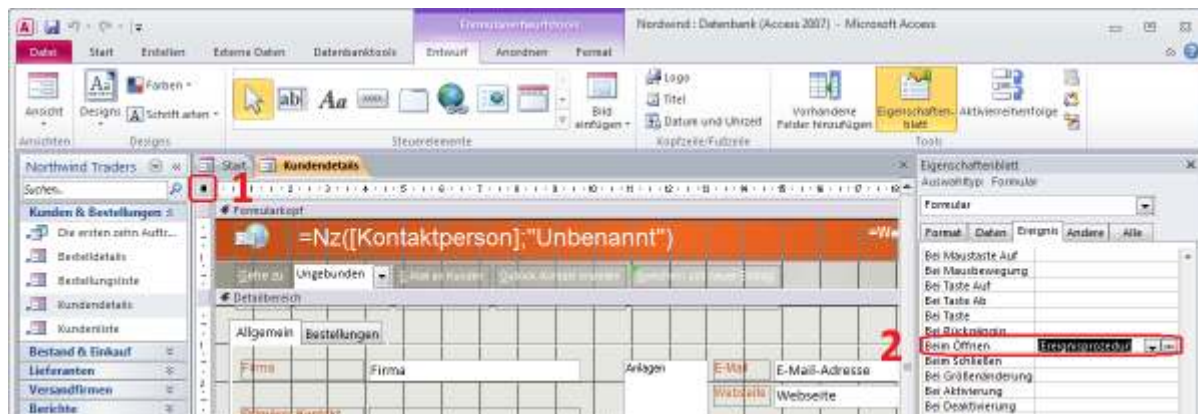 Formularentwurfstools
Nordwind : Datenbank (Access 2007) - Microsoft Access
Datei Start Erstellen Externe Daten Datenbanktools Entwurf Anordnen Format
Ansicht
Ansichten
Designs
Farben
Schriftarten
Designs
Aa
Steuerelemente
Bild einfügen
Logo
Titel
Datum und Uhrzeit
Kopfzeile/Fußzeile
Vorhandene Felder hinzufügen
Eigenschaften-
blatt
Aktivierreihenfolge
Tools
Northwind Traders
Suchen...
Kunden & Bestellungen
Die ersten zehn Auftr...
Bestelldetails
Bestellungsliste
Kundendetails
Kundenliste
Bestand & Einkauf
Lieferanten
Versandfirmen
Berichte
Start Kundendetails
1
Formularkopf
=Nz([Kontaktperson];"Unbenannt")
=We
Gehe zu Ungebunden
Detailbereich
Allgemein Bestellungen
Firma Firma
Anlagen
E-Mail E-Mail-Adresse
Webseite Webseite
Eigenschaftenblatt
Auswahltyp: Formular
Formular
Format Daten Ereignis Andere Alle
Bei Maustaste Auf
Bei Mausbewegung
Bei Taste Auf
Bei Taste Ab
Bei Taste
Bei Rückgängig
2
Beim Öffnen [Ereignisprozedur]
Beim Schließen
Bei Größenänderung
Bei Aktivierung
Bei Deaktivierung